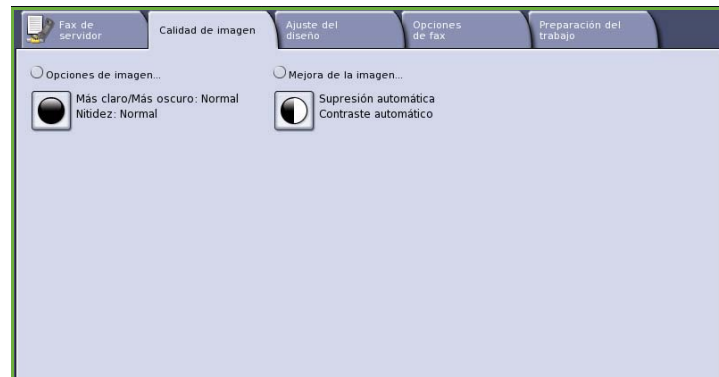 Fax de
servidor
Calidad de imagen
Ajuste del
diseño
Opciones
de fax
Preparación del
trabajo
Opciones de imagen...
Mejora de la imagen...
Más claro/Más oscuro: Normal
Nitidez: Normal
Supresión automática
Contraste automático